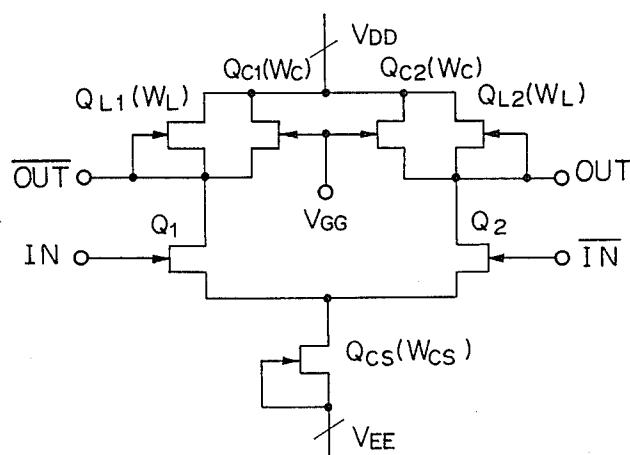 VDD
QC1(WC)
QC2(WC)
QL1(WL)
QL2(WL)
OUT
OUT
VGG
Q1
Q2
IN
IN
QCS(WCS)
VEE